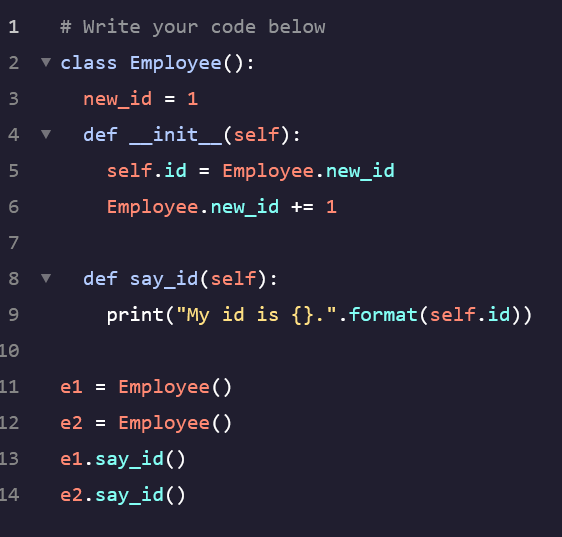 1 # Write your code below
2 class Employee():
3   new_id = 1
4   def __init__(self):
5     self.id = Employee.new_id
6     Employee.new_id += 1
7
8   def say_id(self):
9     print("My id is {}.".format(self.id))
10
11 e1 = Employee()
12 e2 = Employee()
13 e1.say_id()
14 e2.say_id()